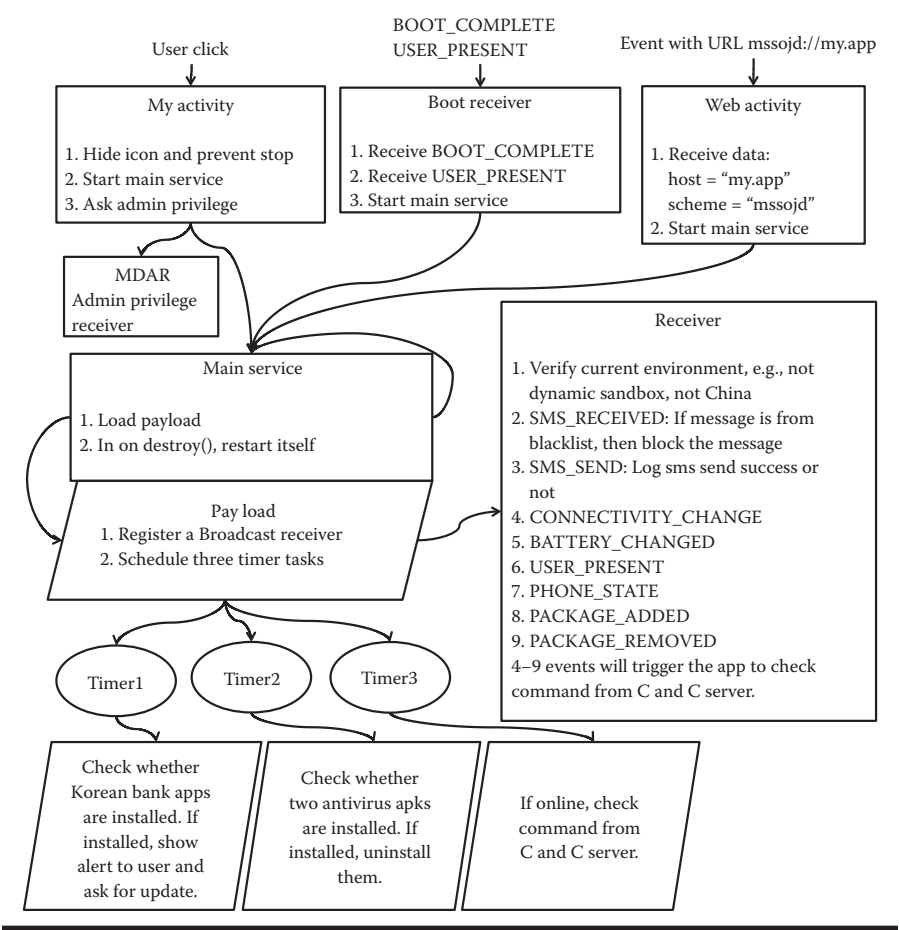 User click
BOOT_COMPLETE
USER_PRESENT
Event with URL mssojd://my.app
My activity
1. Hide icon and prevent stop
2. Start main service
3. Ask admin privilege
Boot receiver
1. Receive BOOT_COMPLETE
2. Receive USER_PRESENT
3. Start main service
Web activity
1. Receive data:
host = “my.app”
scheme = “mssojd”
2. Start main service
MDAR
Admin privilege
receiver
Main service
1. Load payload
2. In on destroy(), restart itself
Pay load
1. Register a Broadcast receiver
2. Schedule three timer tasks
Receiver
1. Verify current environment, e.g., not
dynamic sandbox, not China
2. SMS_RECEIVED: If message is from
blacklist, then block the message
3. SMS_SEND: Log sms send success or
not
4. CONNECTIVITY_CHANGE
5. BATTERY_CHANGED
6. USER_PRESENT
7. PHONE_STATE
8. PACKAGE_ADDED
9. PACKAGE_REMOVED
4–9 events will trigger the app to check
command from C and C server.
Timer1
Timer2
Timer3
Check whether
Korean bank apps
are installed. If
installed, show
alert to user and
ask for update.
Check whether
two antivirus apks
are installed. If
installed, uninstall
them.
If online, check
command from
C and C server.